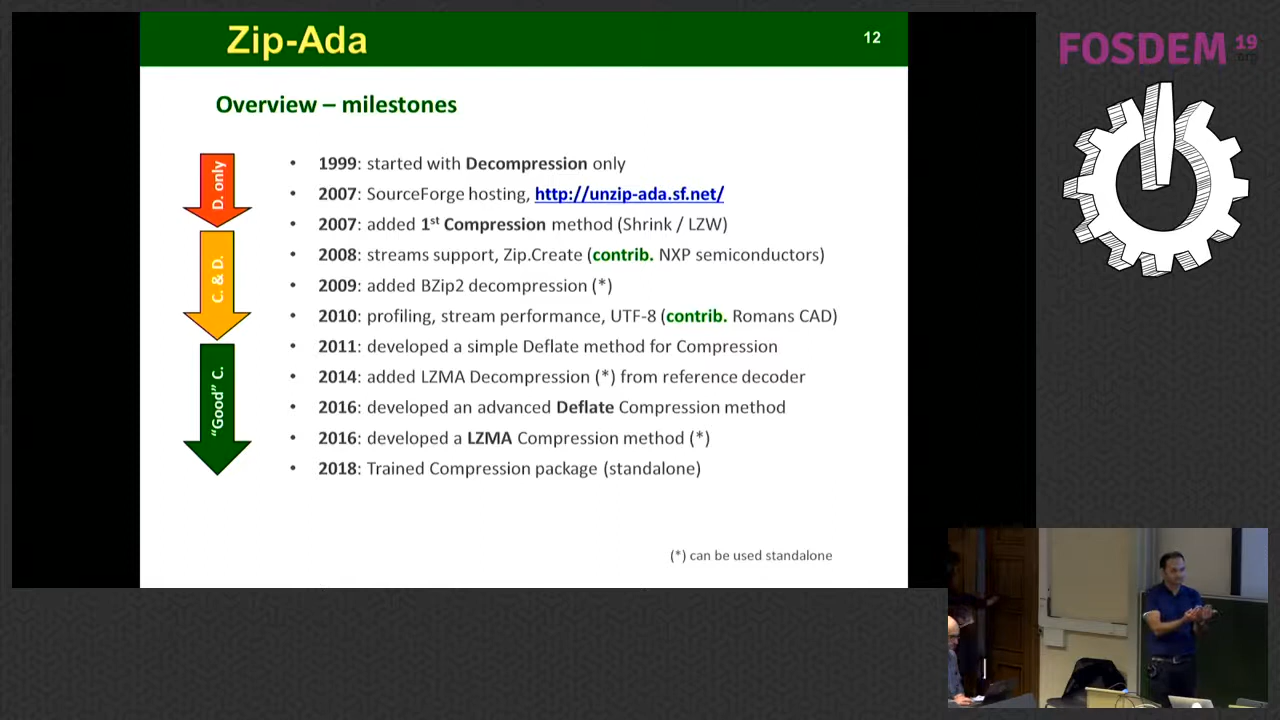 Zip-Ada
12
FOSDEM 19
.org
Overview – milestones
D. only
C. & D.
“Good” C.
• 1999: started with Decompression only
• 2007: SourceForge hosting, http://unzip-ada.sf.net/
• 2007: added 1st Compression method (Shrink / LZW)
• 2008: streams support, Zip.Create (contrib. NXP semiconductors)
• 2009: added BZip2 decompression (*)
• 2010: profiling, stream performance, UTF-8 (contrib. Romans CAD)
• 2011: developed a simple Deflate method for Compression
• 2014: added LZMA Decompression (*) from reference decoder
• 2016: developed an advanced Deflate Compression method
• 2016: developed a LZMA Compression method (*)
• 2018: Trained Compression package (standalone)
(*) can be used standalone